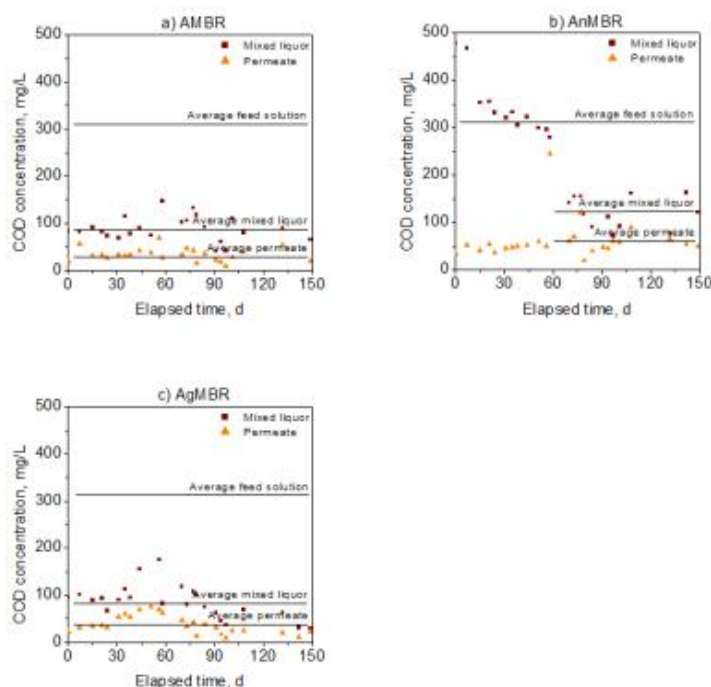 a) AMBR
500
400
300
200
100
0
COD concentration, mg/L
Mixed liquor
Permeate
Average feed solution
Average mixed liquor
Average permeate
0 30 60 90 120 150
Elapsed time, d
b) AnMBR
500
400
300
200
100
0
COD concentration, mg/L
Mixed liquor
Permeate
Average feed solution
Average mixed liquor
Average permeate
0 30 60 90 120 150
Elapsed time, d
c) AgMBR
500
400
300
200
100
0
COD concentration, mg/L
Mixed liquor
Permeate
Average feed solution
Average mixed liquor
Average permeate
0 30 60 90 120 150
Elapsed time, d